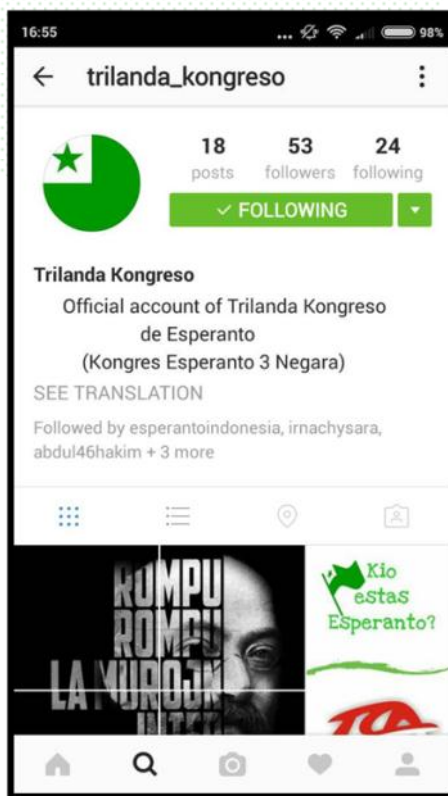 16:55
... 98%
trilanda_kongreso
18 53 24
posts followers following
✓ FOLLOWING
Trilanda Kongreso
Official account of Trilanda Kongreso
de Esperanto
(Kongres Esperanto 3 Negara)
SEE TRANSLATION
Followed by esperantoindonesia, irnachysara,
abdul46hakim + 3 more
ROMPU
ROMPU
LA MUROJN
INTER
Kio
estas
Esperanto?